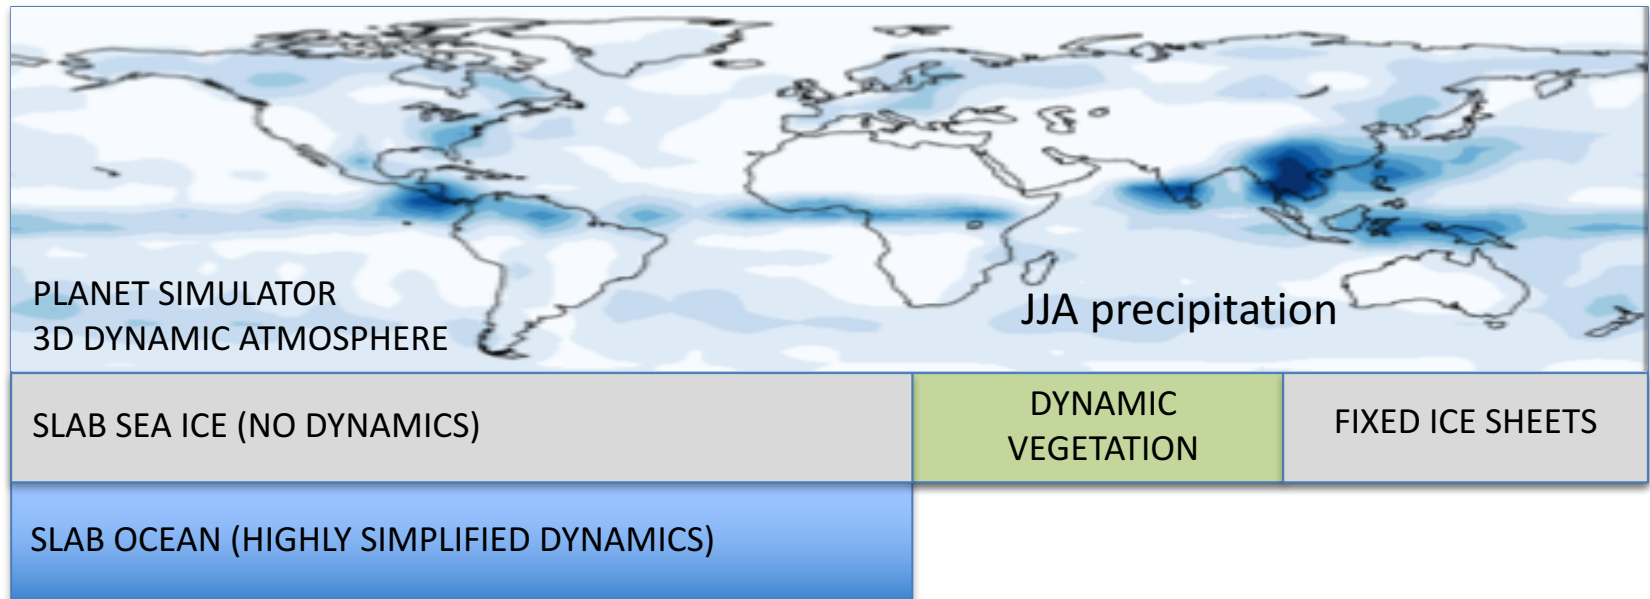 PLANET SIMULATOR
3D DYNAMIC ATMOSPHERE
JJA precipitation
SLAB SEA ICE (NO DYNAMICS)
DYNAMIC
VEGETATION
FIXED ICE SHEETS
SLAB OCEAN (HIGHLY SIMPLIFIED DYNAMICS)